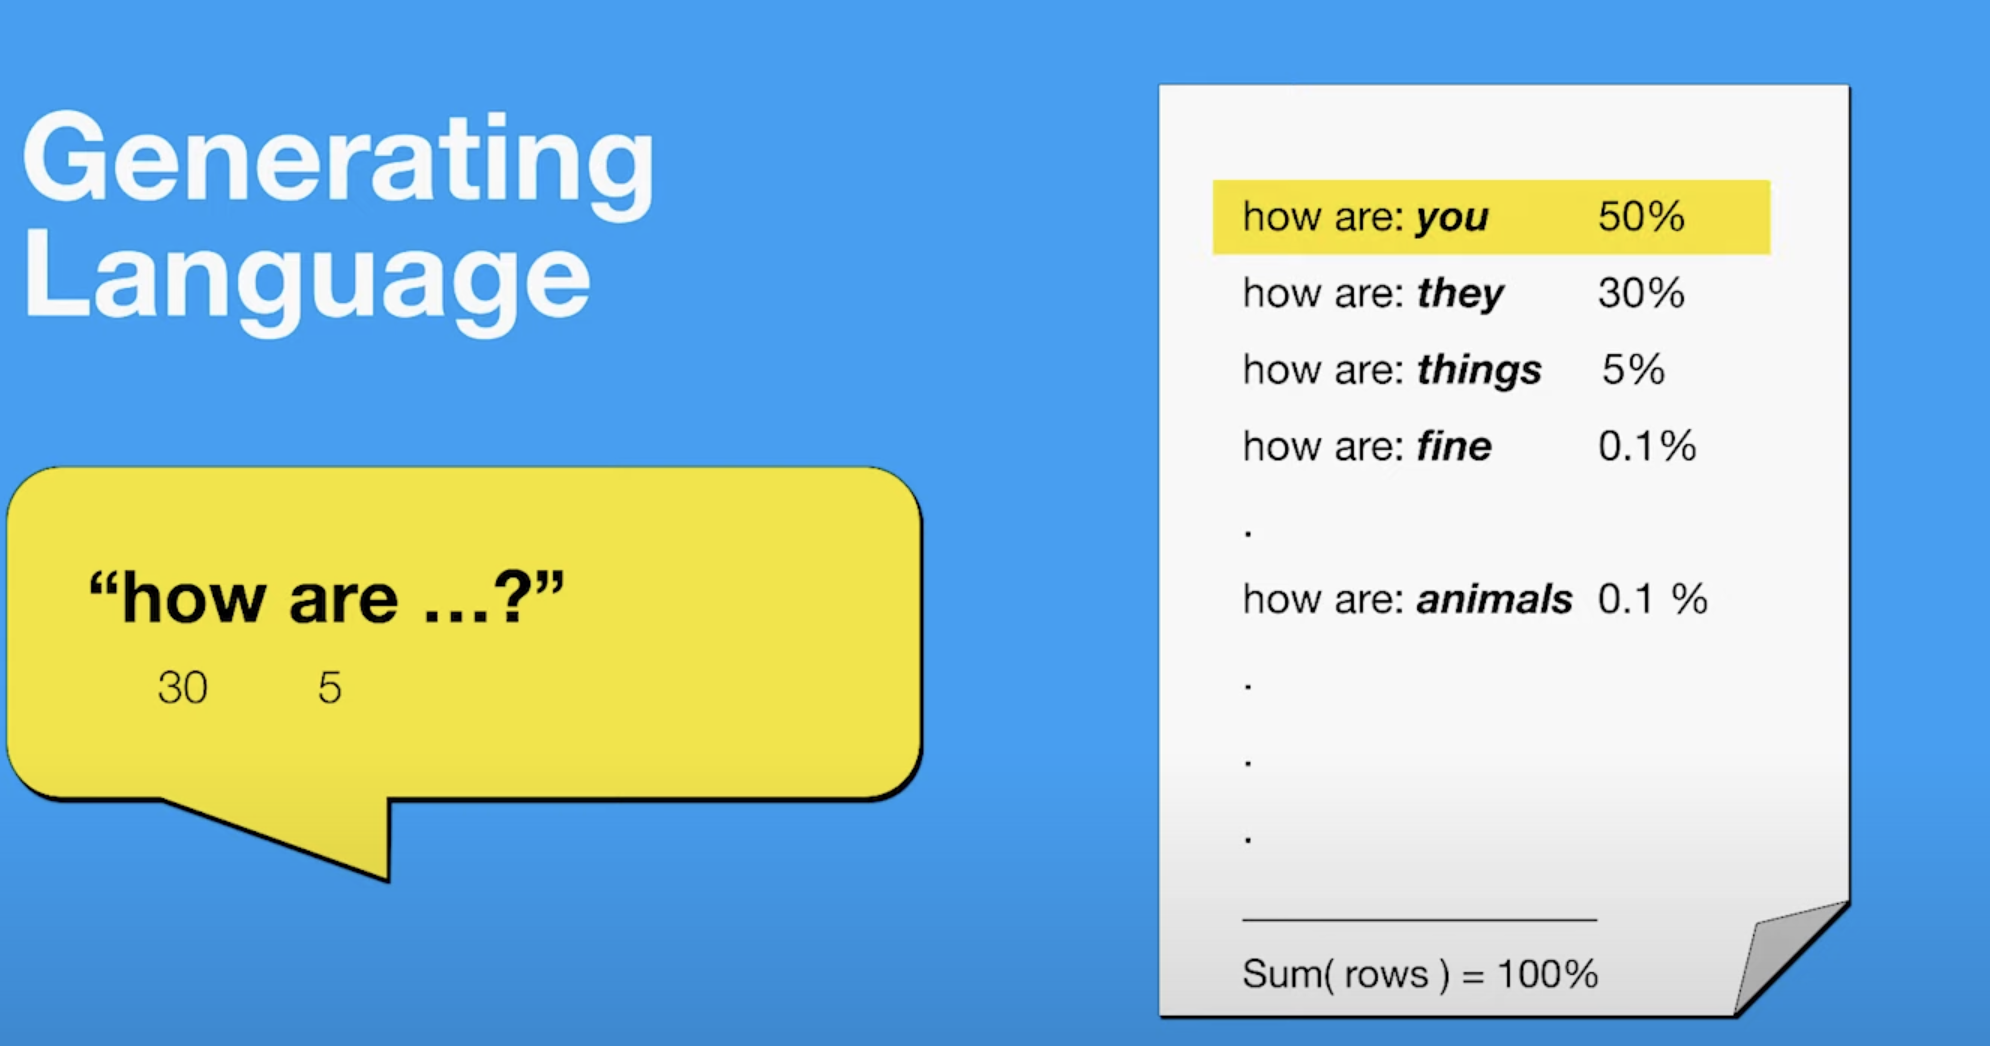 Generating
Language
“how are ...?”
30 5
how are: you 50%
how are: they 30%
how are: things 5%
how are: fine 0.1%
.
how are: animals 0.1 %
.
.
.
Sum( rows ) = 100%